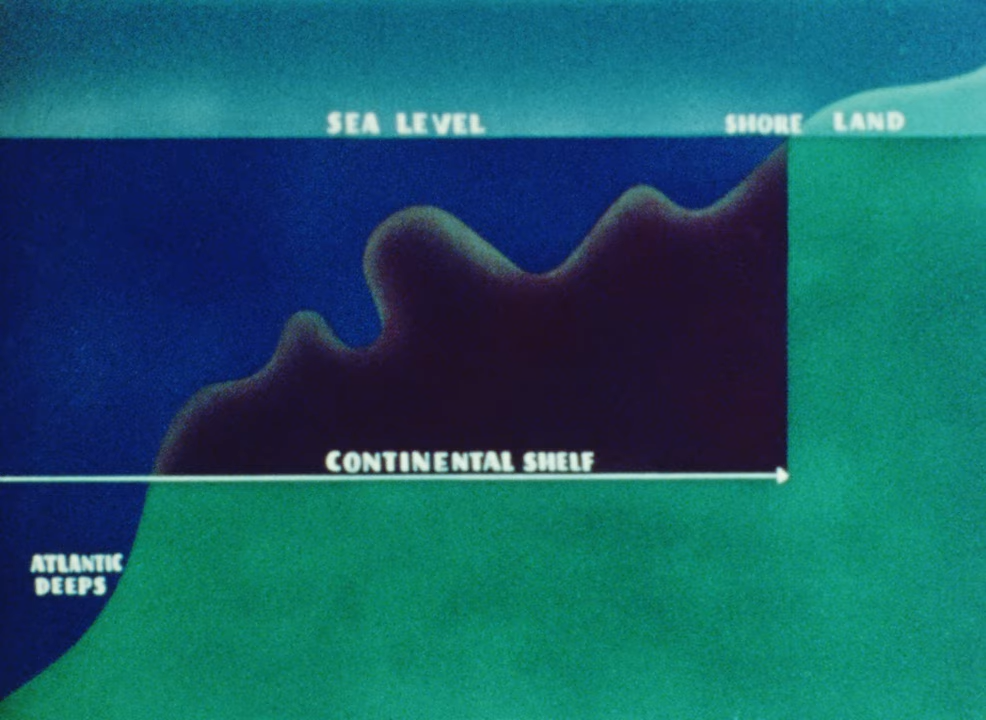 SEA LEVEL
SHORE LAND
CONTINENTAL SHELF
ATLANTIC
DEEPS